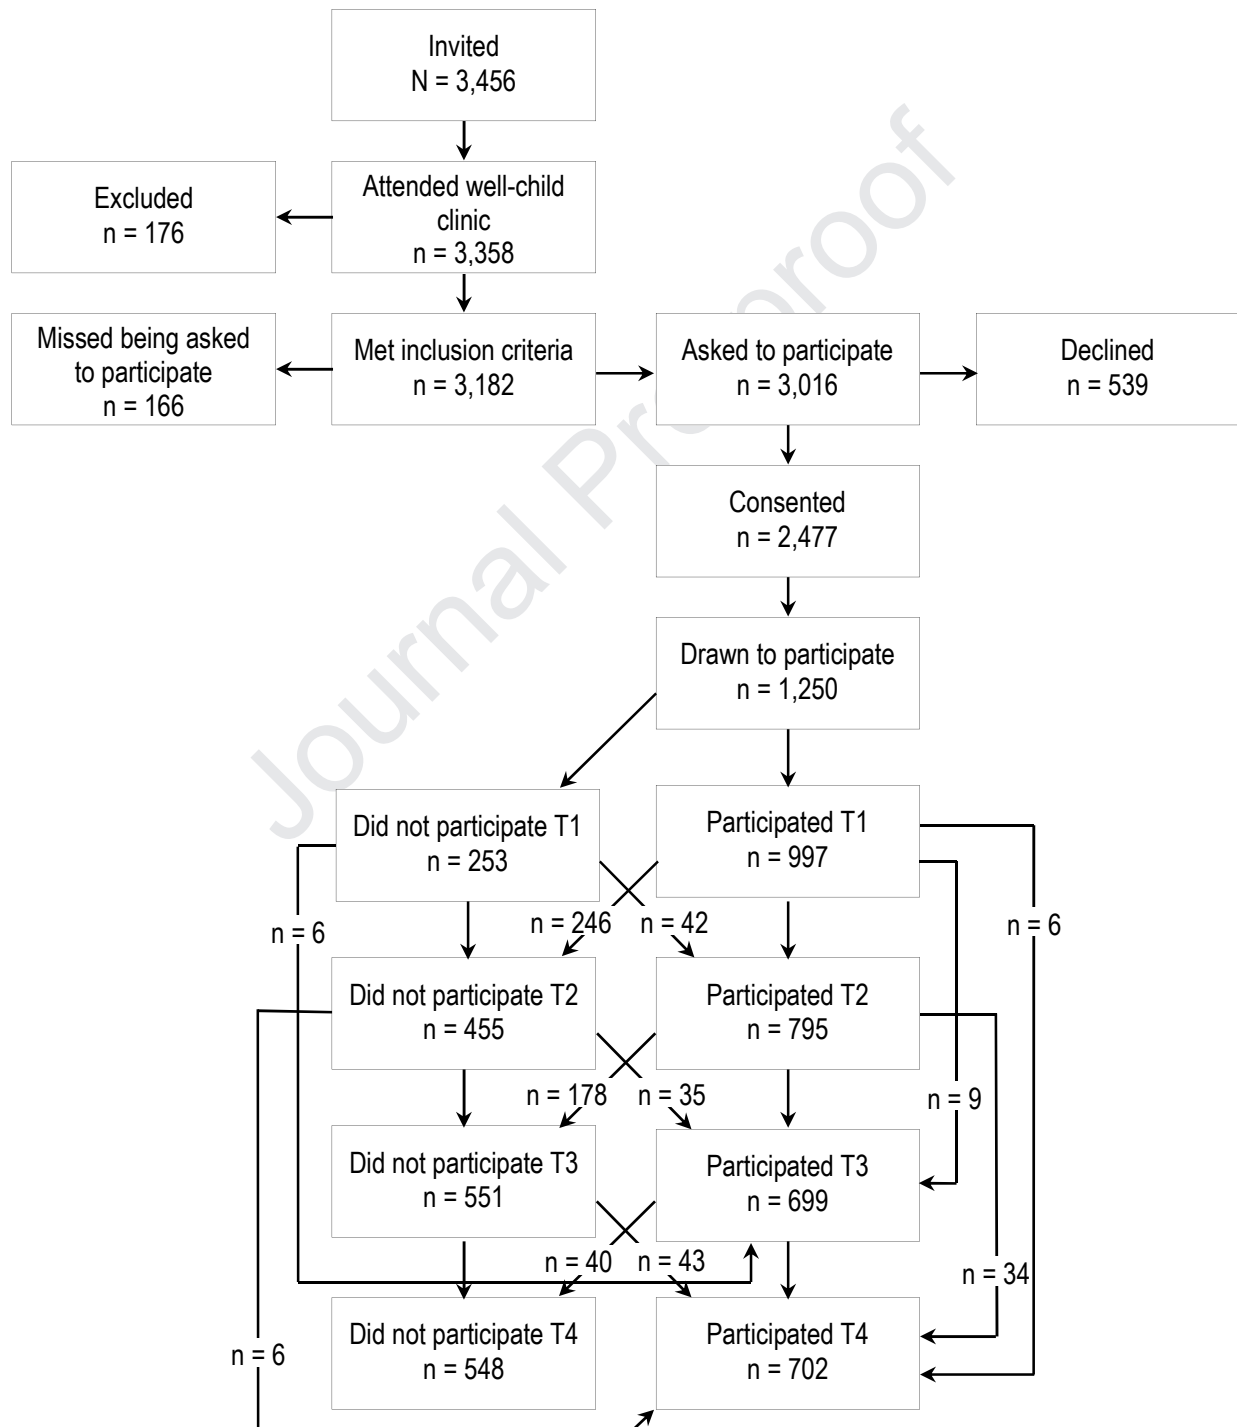 Invited
N = 3,456
Excluded
n = 176
Attended well-child
clinic
n = 3,358
Missed being asked
to participate
n = 166
Met inclusion criteria
n = 3,182
Asked to participate
n = 3,016
Declined
n = 539
Consented
n = 2,477
Drawn to participate
n = 1,250
Did not participate T1
n = 253
Participated T1
n = 997
n = 6
n = 246
n = 42
n = 6
Did not participate T2
n = 455
Participated T2
n = 795
n = 178
n = 35
n = 9
Did not participate T3
n = 551
Participated T3
n = 699
n = 40
n = 43
n = 34
Did not participate T4
n = 548
Participated T4
n = 702
n = 6
Journal Pre-proof